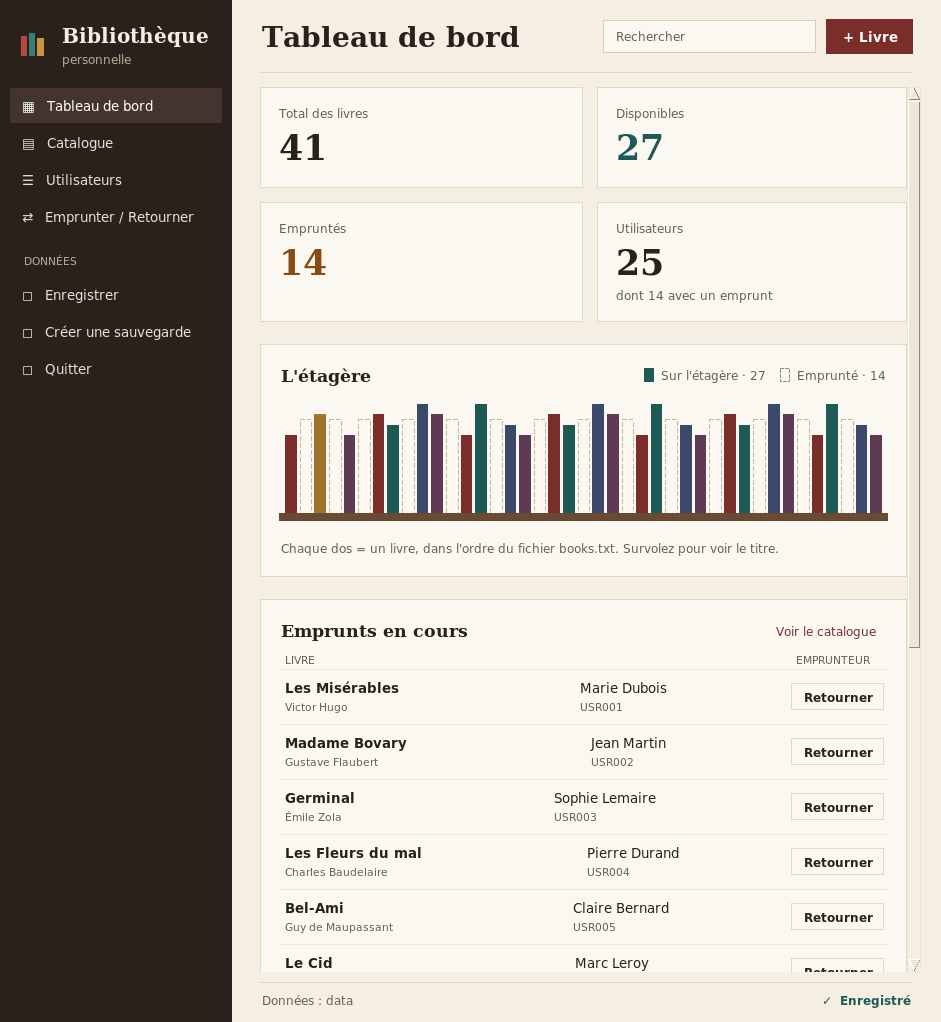 Bibliothèque
personnelle
Tableau de bord
Catalogue
Utilisateurs
Emprunter / Retourner
DONNÉES
Enregistrer
Créer une sauvegarde
Quitter
Tableau de bord
Rechercher
+ Livre
Total des livres
41
Disponibles
27
Empruntés
14
Utilisateurs
25
dont 14 avec un emprunt
L'étagère
Sur l'étagère · 27
Emprunté · 14
Chaque dos = un livre, dans l'ordre du fichier books.txt. Survolez pour voir le titre.
Emprunts en cours
Voir le catalogue
LIVRE
EMPRUNTEUR
Les Misérables
Victor Hugo
Marie Dubois
USR001
Retourner
Madame Bovary
Gustave Flaubert
Jean Martin
USR002
Retourner
Germinal
Émile Zola
Sophie Lemaire
USR003
Retourner
Les Fleurs du mal
Charles Baudelaire
Pierre Durand
USR004
Retourner
Bel-Ami
Guy de Maupassant
Claire Bernard
USR005
Retourner
Le Cid
Marc Leroy
Retourner
Données : data
✓ Enregistré